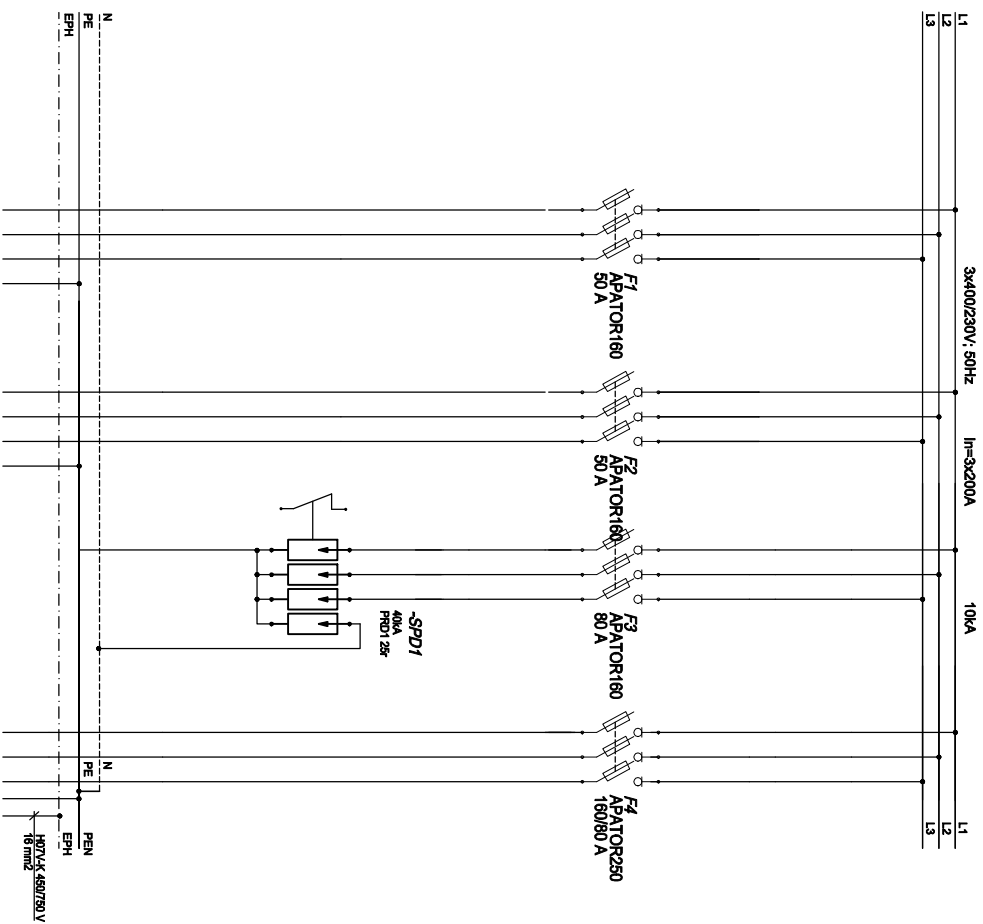 L1
L2
L3
3x400/230V; 50Hz
In=3x200A
10kA
L1
L2
L3
F1
APATOR160
50 A
F2
APATOR160
50 A
F3
APATOR160
80 A
F4
APATOR250
160/80 A
-SPD1
40kA
PRD1 25r
N
PE
EPH
N
PE
PEN
EPH
H07V-K 450/750 V
16 mm2